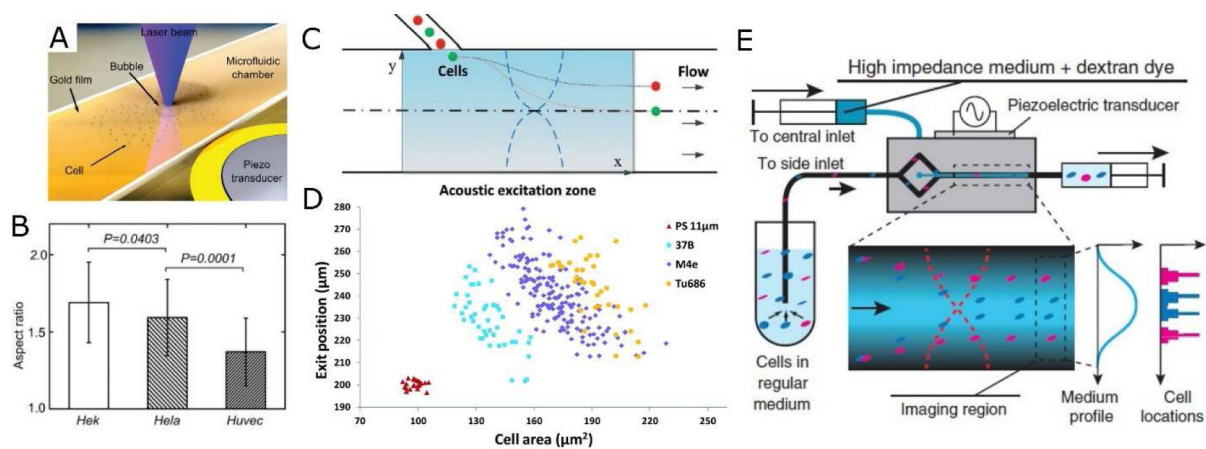 A
Laser beam
Bubble
Gold film
Microfluidic
chamber
Cell
Piezo
transducer
B
P=0.0403
P=0.0001
2.0
1.5
1.0
Aspect ratio
Hek
Hela
Huvec
C
y
Cells
Flow
x
Acoustic excitation zone
D
280
270
260
250
240
230
220
210
200
190
Exit position (μm)
PS 11μm
37B
M4e
Tu686
70
100
130
160
190
220
250
Cell area (μm²)
E
High impedance medium + dextran dye
Piezoelectric transducer
To central inlet
To side inlet
Cells in
regular
medium
Imaging region
Medium
profile
Cell
locations